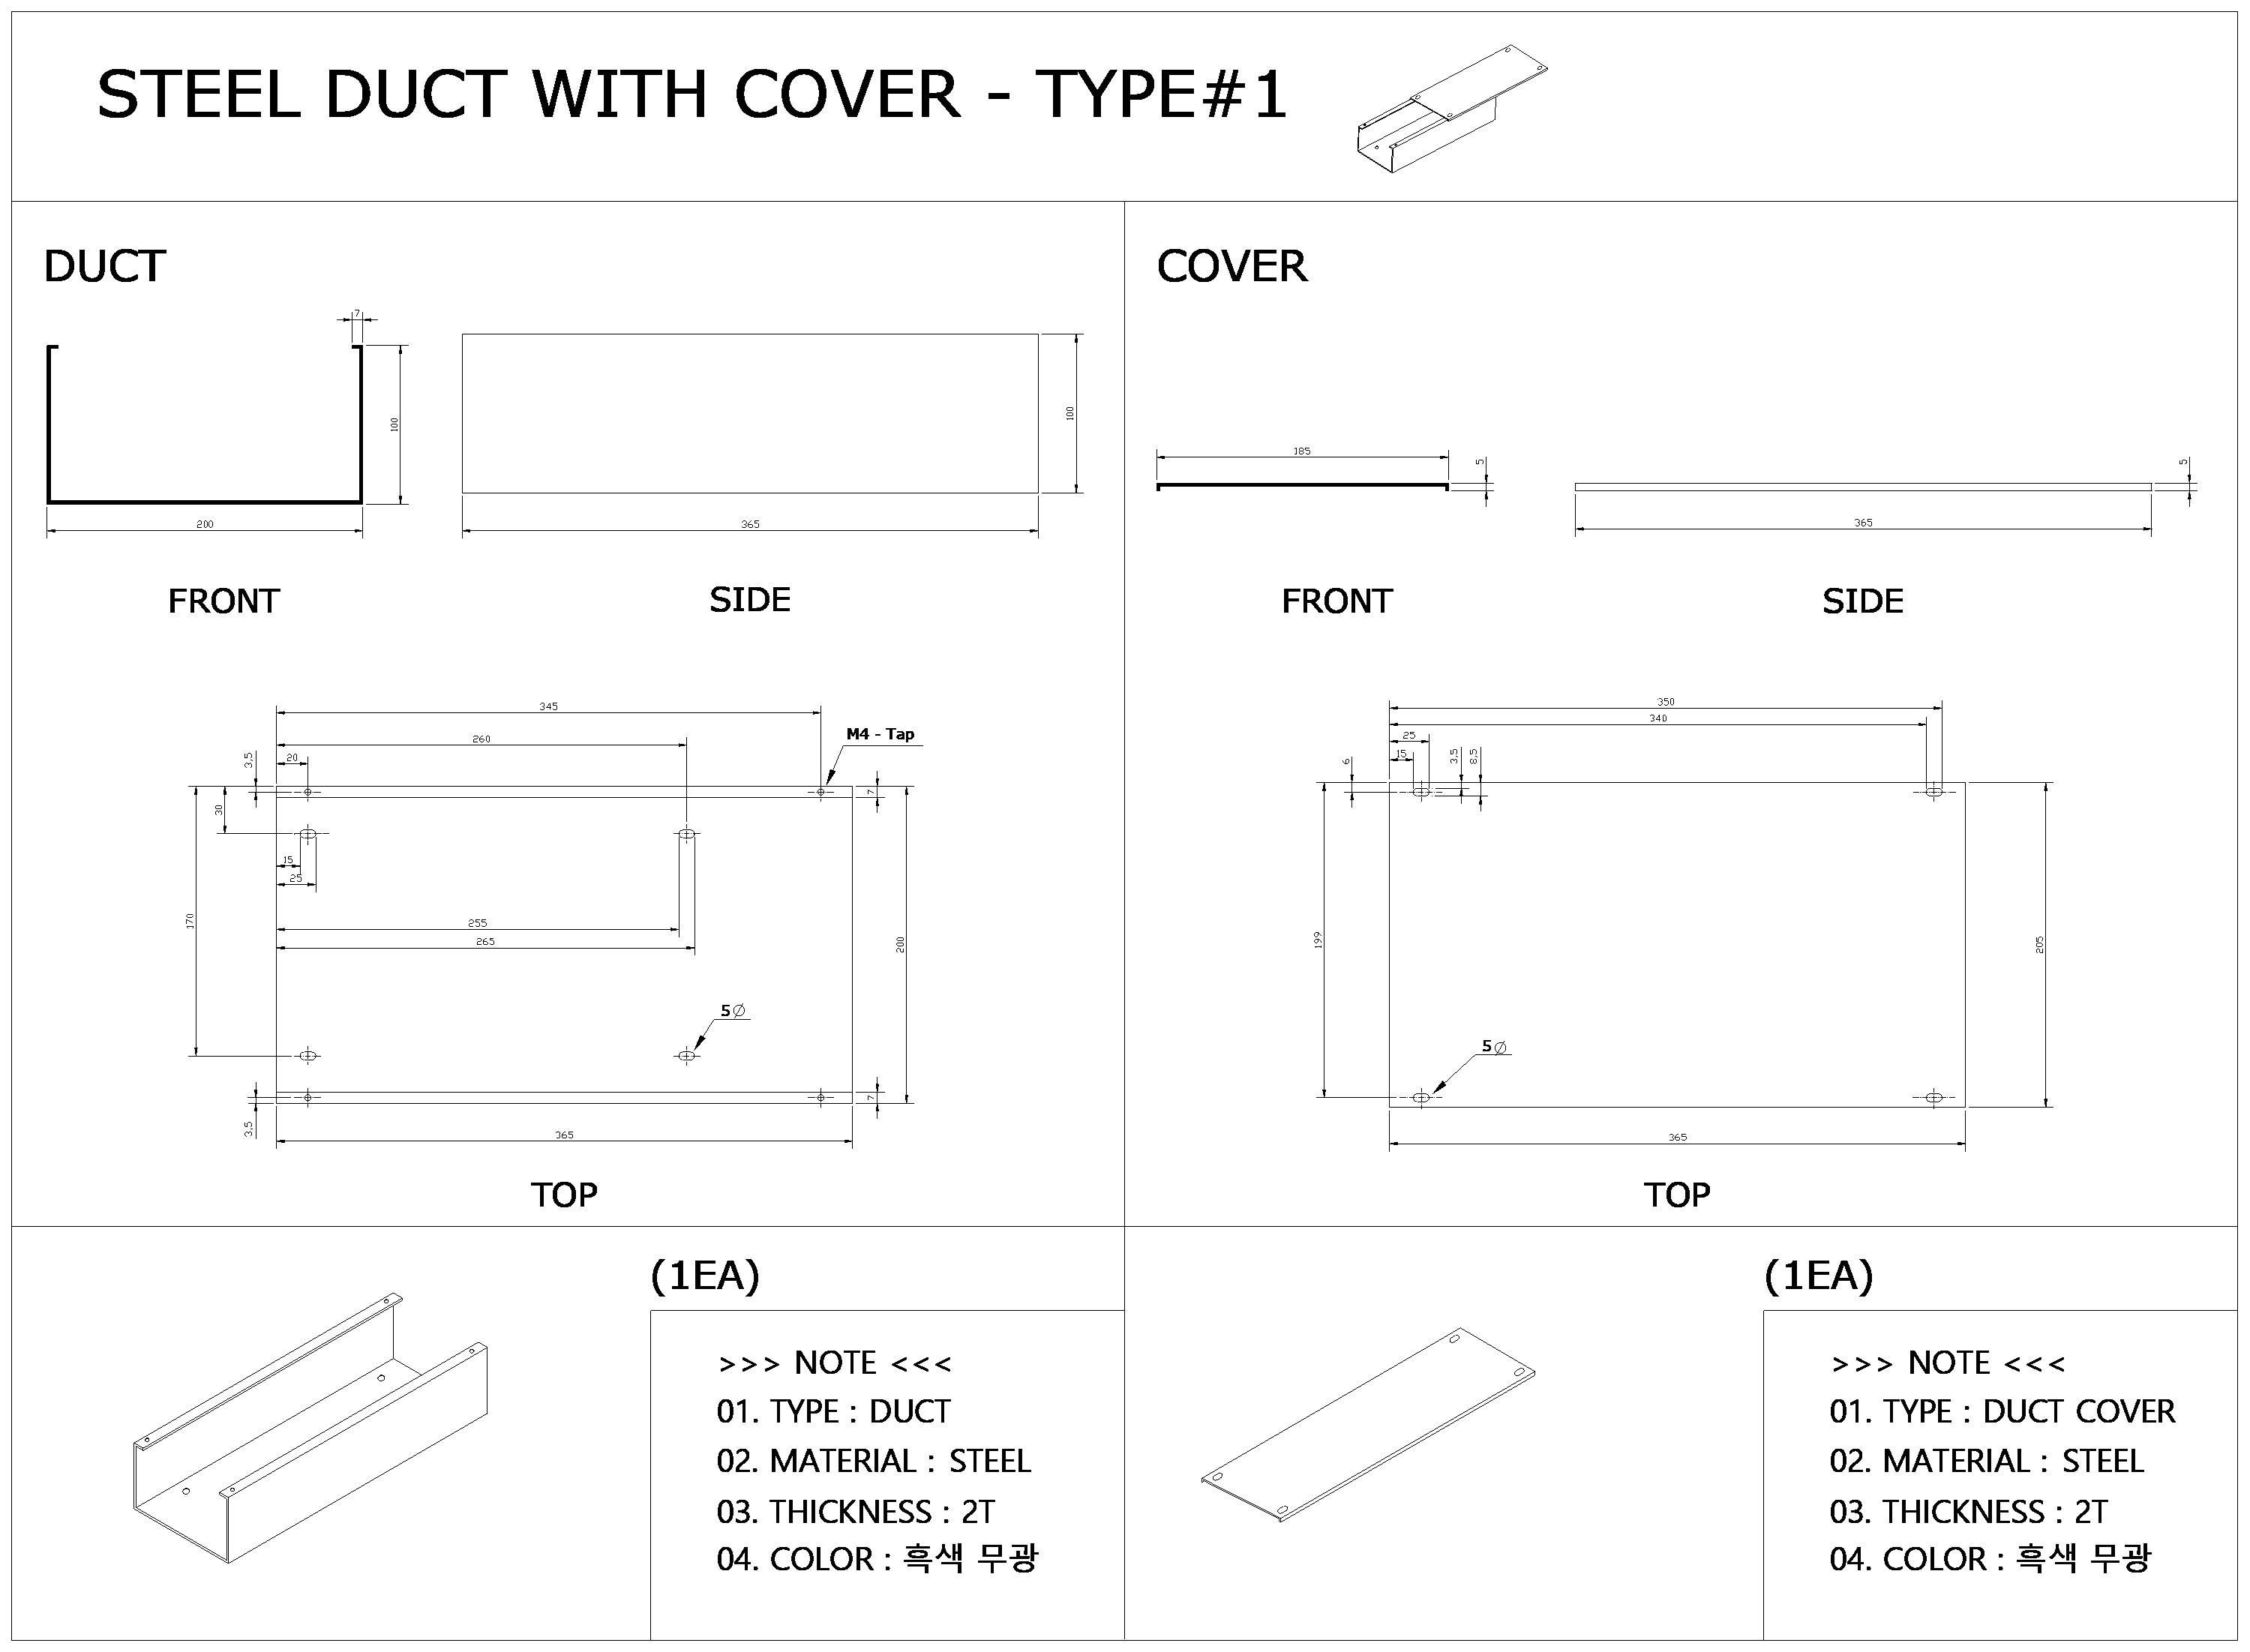 STEEL DUCT WITH COVER - TYPE#1
DUCT
7
100
200
100
365
FRONT
SIDE
345
M4 - Tap
260
3.5
20
7
30
15
25
170
255
265
200
5∅
7
3.5
365
TOP
COVER
185
5
5
365
FRONT
SIDE
350
340
25
15
3.5
8.5
6
199
205
5∅
365
TOP
(1EA)
>>> NOTE <<<
01. TYPE : DUCT
02. MATERIAL : STEEL
03. THICKNESS : 2T
04. COLOR : 흑색 무광
(1EA)
>>> NOTE <<<
01. TYPE : DUCT COVER
02. MATERIAL : STEEL
03. THICKNESS : 2T
04. COLOR : 흑색 무광